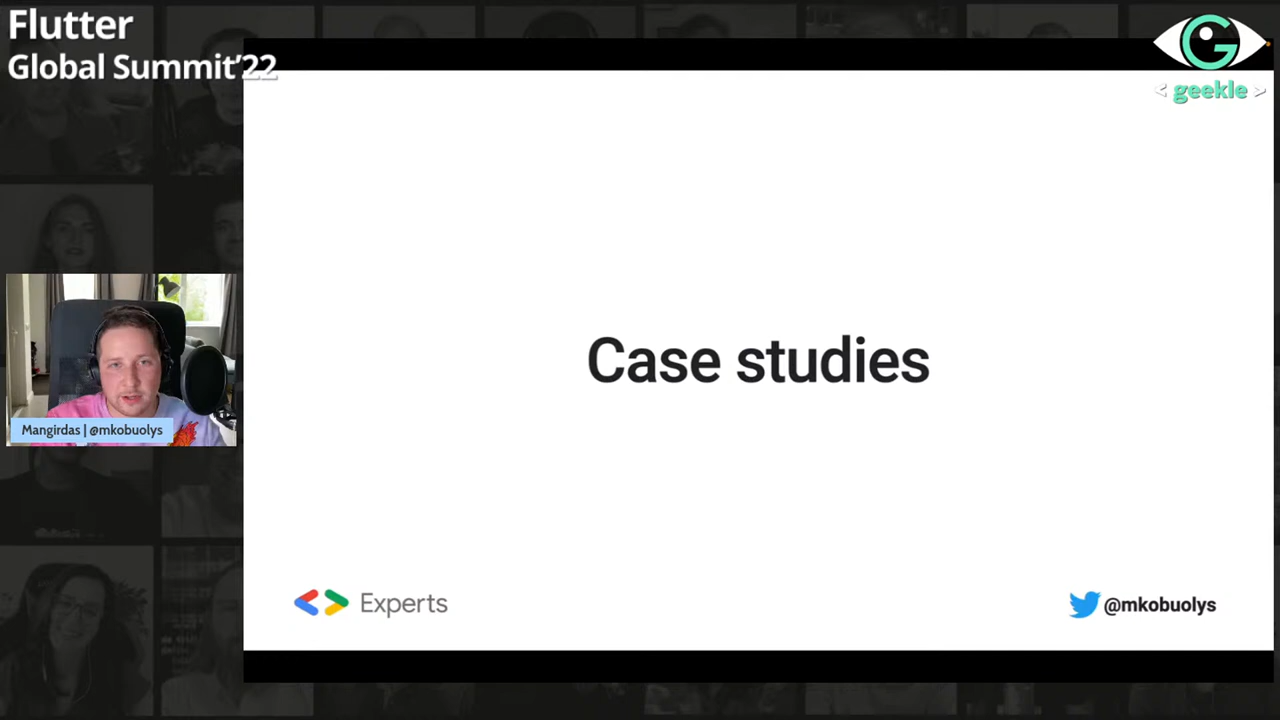 Flutter
Global Summit'22
< geekle >
Case studies
Mangirdas | @mkobuolys
Experts
@mkobuolys